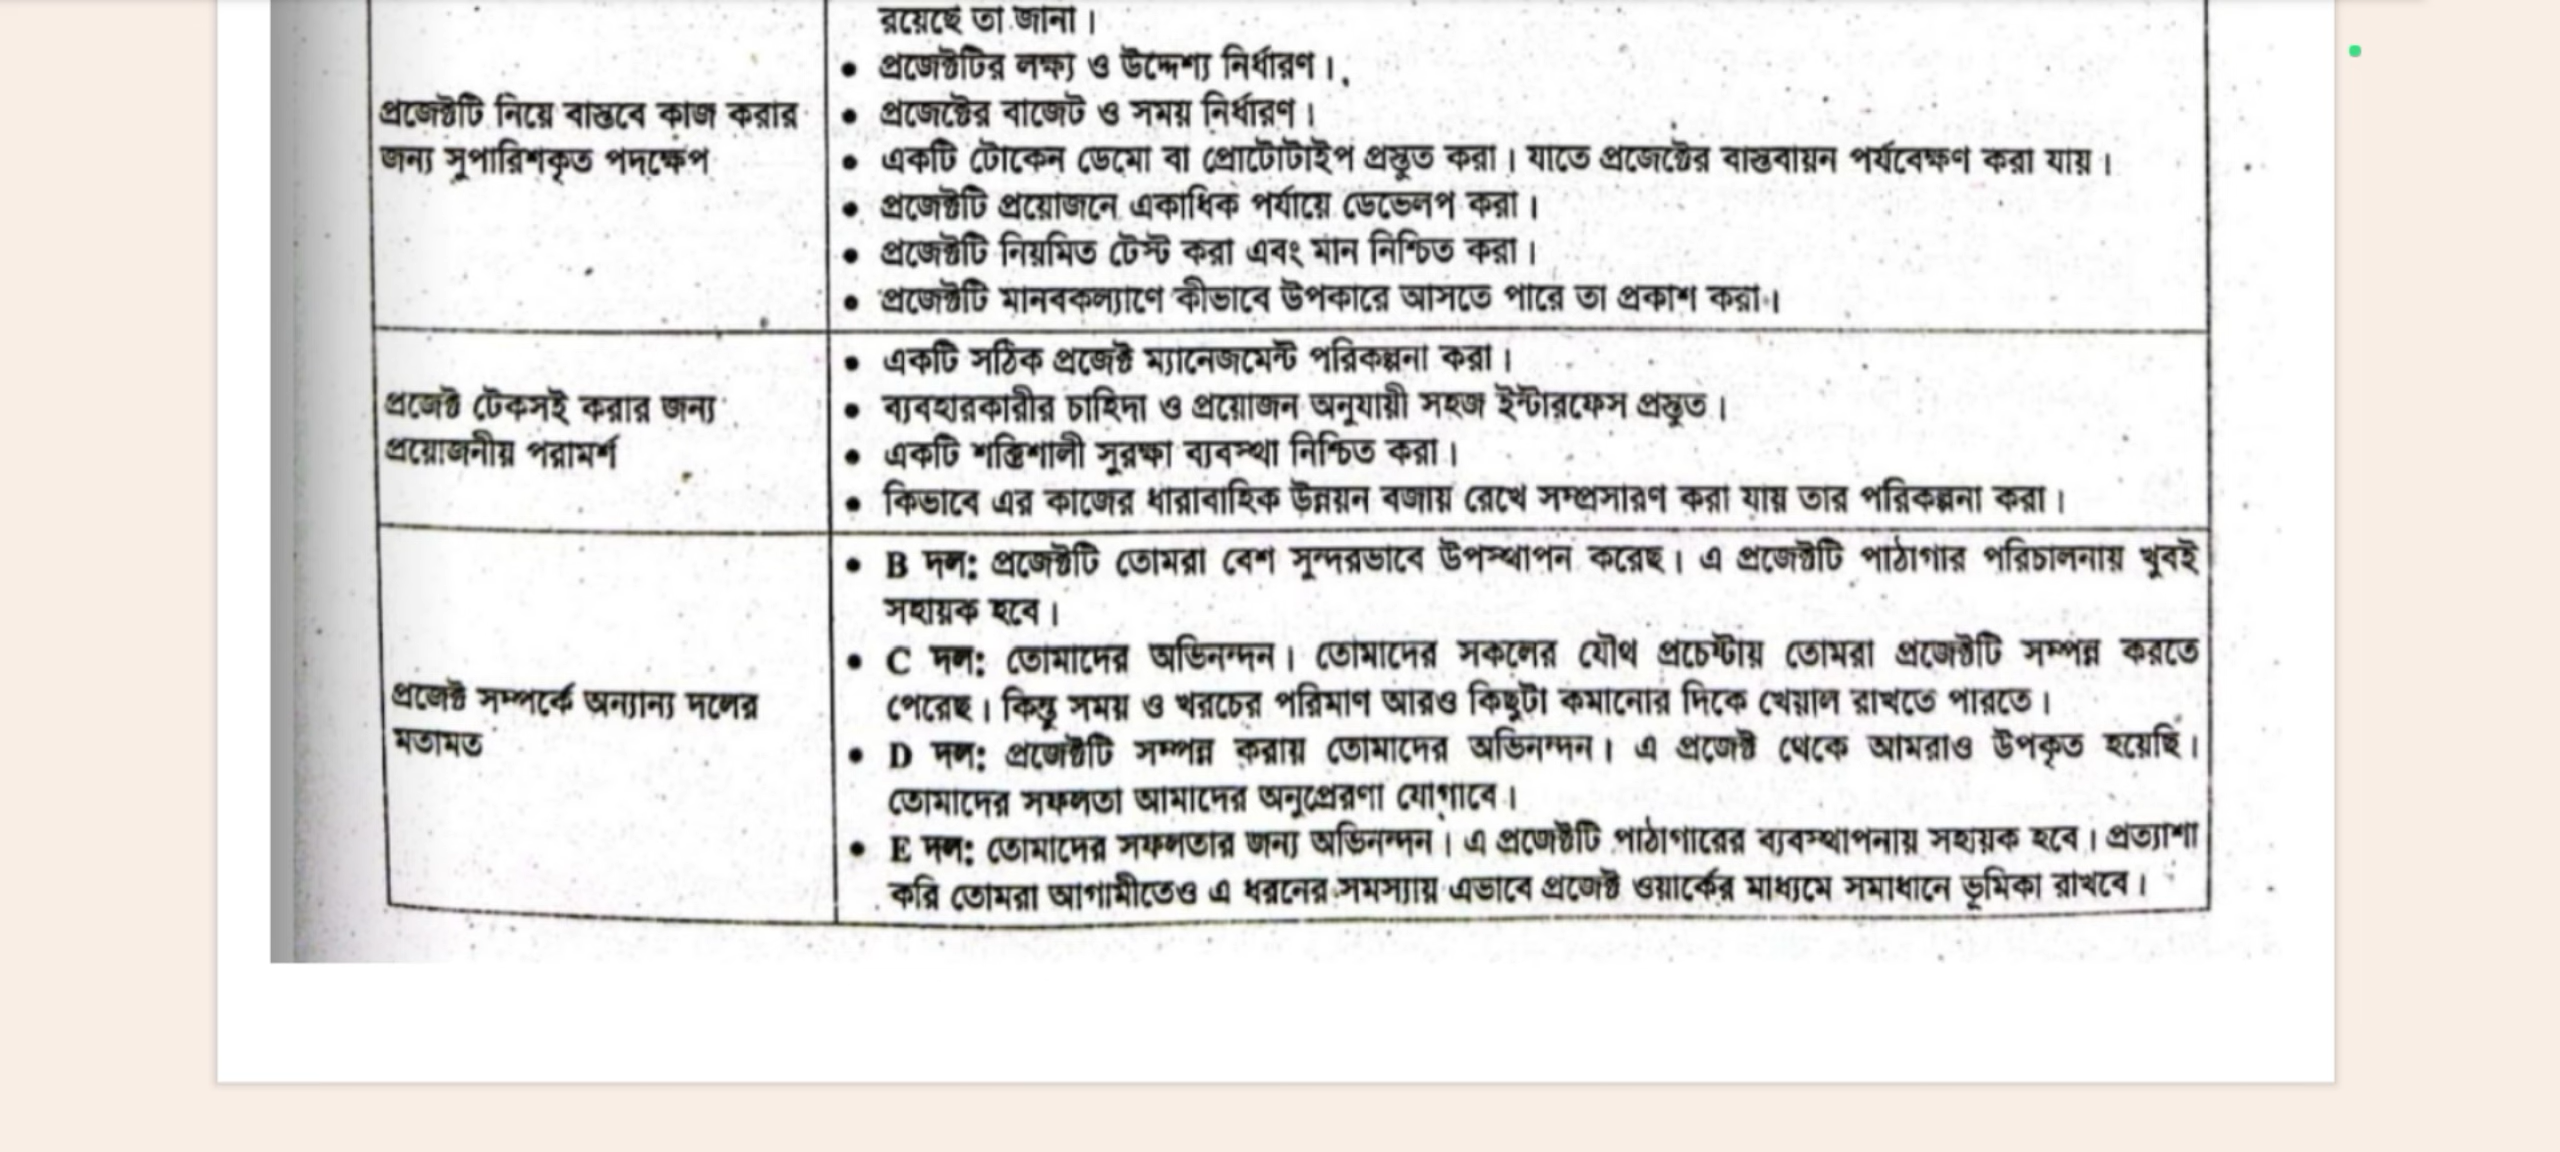 রয়েছে তা জানা।
প্রজেক্টটি নিয়ে বাস্তবে কাজ করার
জন্য সুপারিশকৃত পদক্ষেপ
• প্রজেক্টটির লক্ষ্য ও উদ্দেশ্য নির্ধারণ।
• প্রজেক্টের বাজেট ও সময় নির্ধারণ।
• একটি টোকেন ডেমো বা প্রোটোটাইপ প্রস্তুত করা। যাতে প্রজেক্টের বাস্তবায়ন পর্যবেক্ষণ করা যায়।
• প্রজেক্টটি প্রয়োজনে একাধিক পর্যায়ে ডেভেলপ করা।
• প্রজেক্টটি নিয়মিত টেস্ট করা এবং মান নিশ্চিত করা।
• প্রজেক্টটি মানবকল্যাণে কীভাবে উপকারে আসতে পারে তা প্রকাশ করা।
প্রজেক্ট টেকসই করার জন্য
প্রয়োজনীয় পরামর্শ
• একটি সঠিক প্রজেক্ট ম্যানেজমেন্ট পরিকল্পনা করা।
• ব্যবহারকারীর চাহিদা ও প্রয়োজন অনুযায়ী সহজ ইন্টারফেস প্রস্তুত।
• একটি শক্তিশালী সুরক্ষা ব্যবস্থা নিশ্চিত করা।
• কিভাবে এর কাজের ধারাবাহিক উন্নয়ন বজায় রেখে সম্প্রসারণ করা যায় তার পরিকল্পনা করা।
প্রজেক্ট সম্পর্কে অন্যান্য দলের
মতামত
• B দল: প্রজেক্টটি তোমরা বেশ সুন্দরভাবে উপস্থাপন করেছ। এ প্রজেক্টটি পাঠাগার পরিচালনায় খুবই
সহায়ক হবে।
• C দল: তোমাদের অভিনন্দন। তোমাদের সকলের যৌথ প্রচেষ্টায় তোমরা প্রজেক্টটি সম্পন্ন করতে
পেরেছ। কিন্তু সময় ও খরচের পরিমাণ আরও কিছুটা কমানোর দিকে খেয়াল রাখতে পারতে।
• D দল: প্রজেক্টটি সম্পন্ন করায় তোমাদের অভিনন্দন। এ প্রজেক্ট থেকে আমরাও উপকৃত হয়েছি।
তোমাদের সফলতা আমাদের অনুপ্রেরণা যোগাবে।
• E দল: তোমাদের সফলতার জন্য অভিনন্দন। এ প্রজেক্টটি পাঠাগারের ব্যবস্থাপনায় সহায়ক হবে। প্রত্যাশা
করি তোমরা আগামীতেও এ ধরনের সমস্যায় এভাবে প্রজেক্ট ওয়ার্কের মাধ্যমে সমাধানে ভূমিকা রাখবে।